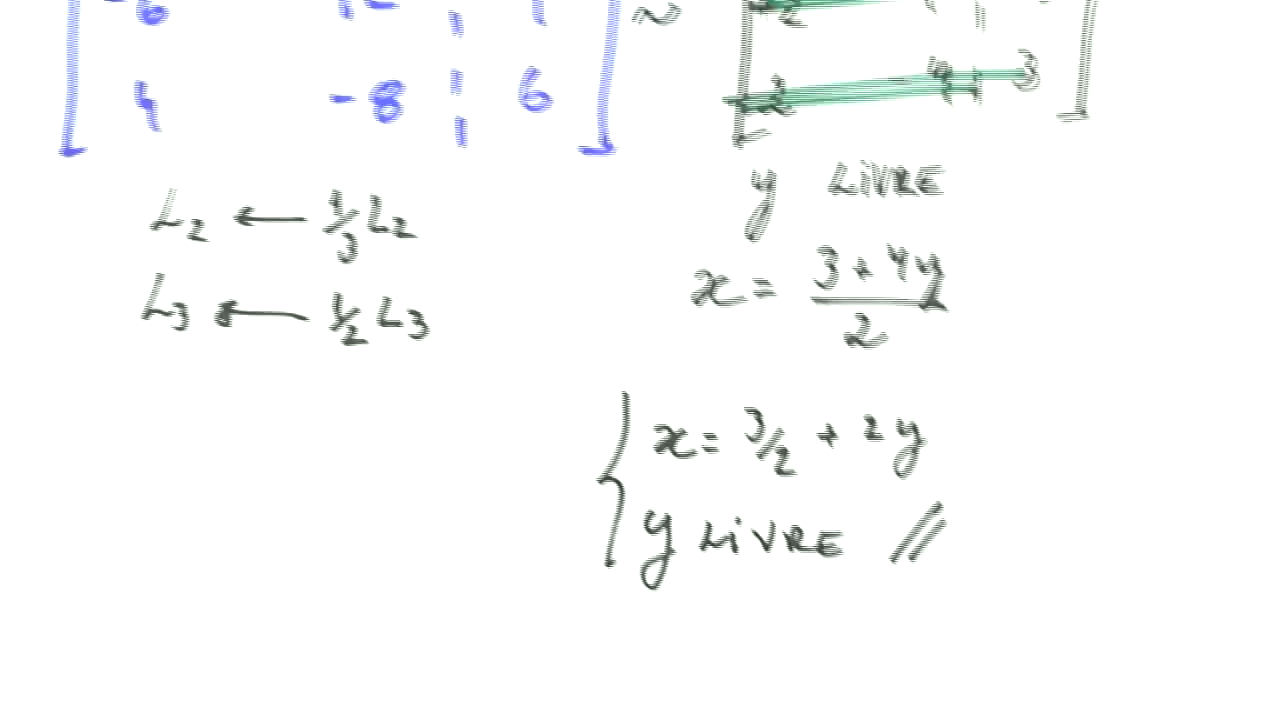 4 -8 | 6
L2 ← 1/3 L2
L3 ← 1/2 L3
y LiVRE
x = (3 + 4y)/2
{ x = 3/2 + 2y
y LiVRE //